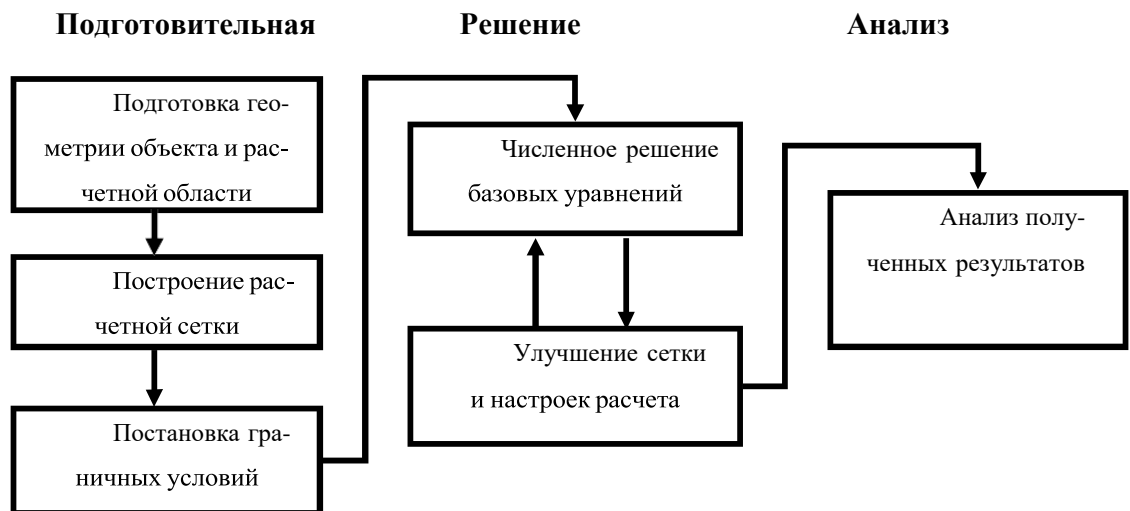 Подготовительная
Решение
Анализ
Подготовка гео-
метрии объекта и рас-
четной области
Построение рас-
четной сетки
Постановка гра-
ничных условий
Численное решение
базовых уравнений
Улучшение сетки
и настроек расчета
Анализ полу-
ченных результатов